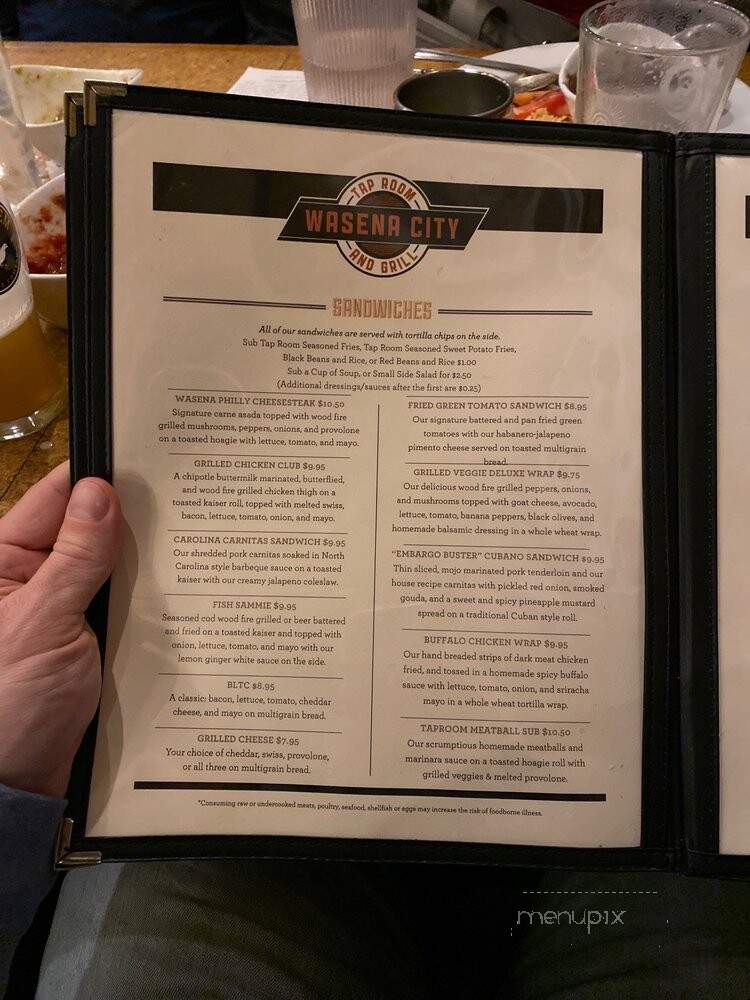 TAP ROOM
WASENA CITY
AND GRILL
SANDWICHES
All of our sandwiches are served with tortilla chips on the side.
Sub Tap Room Seasoned Fries, Tap Room Seasoned Sweet Potato Fries,
Black Beans and Rice, or Red Beans and Rice $1.00
Sub a Cup of Soup, or Small Side Salad for $2.50
(Additional dressings/sauces after the first are $0.25)
WASENA PHILLY CHEESESTEAK $10.50
Signature carne asada topped with wood fire
grilled mushrooms, peppers, onions, and provolone
on a toasted hoagie with lettuce, tomato, and mayo.
GRILLED CHICKEN CLUB $9.95
A chipotle buttermilk marinated, butterflied,
and wood fire grilled chicken thigh on a
toasted kaiser roll, topped with melted swiss,
bacon, lettuce, tomato, onion, and mayo.
CAROLINA CARNITAS SANDWICH $9.95
Our shredded pork carnitas soaked in North
Carolina style barbeque sauce on a toasted
kaiser with our creamy jalapeno coleslaw.
FISH SAMMIE $9.95
Seasoned cod wood fire grilled or beer battered
and fried on a toasted kaiser and topped with
onion, lettuce, tomato, and mayo with our
lemon ginger white sauce on the side.
BLTC $8.95
A classic: bacon, lettuce, tomato, cheddar
cheese, and mayo on multigrain bread.
GRILLED CHEESE $7.95
Your choice of cheddar, swiss, provolone,
or all three on multigrain bread.
FRIED GREEN TOMATO SANDWICH $8.95
Our signature battered and pan fried green
tomatoes with our habanero-jalapeno
pimento cheese served on toasted multigrain
bread.
GRILLED VEGGIE DELUXE WRAP $9.75
Our delicious wood fire grilled peppers, onions,
and mushrooms topped with goat cheese, avocado,
lettuce, tomato, banana peppers, black olives, and
homemade balsamic dressing in a whole wheat wrap.
"EMBARGO BUSTER" CUBANO SANDWICH $9.95
Thin sliced, mojo marinated pork tenderloin and our
house recipe carnitas with pickled red onion, smoked
gouda, and a sweet and spicy pineapple mustard
spread on a traditional Cuban style roll.
BUFFALO CHICKEN WRAP $9.95
Our hand breaded strips of dark meat chicken
fried, and tossed in a homemade spicy buffalo
sauce with lettuce, tomato, onion, and sriracha
mayo in a whole wheat tortilla wrap.
TAPROOM MEATBALL SUB $10.50
Our scrumptious homemade meatballs and
marinara sauce on a toasted hoagie roll with
grilled veggies & melted provolone.
*Consuming raw or undercooked meats, poultry, seafood, shellfish or eggs may increase the risk of foodborne illness.
menupix